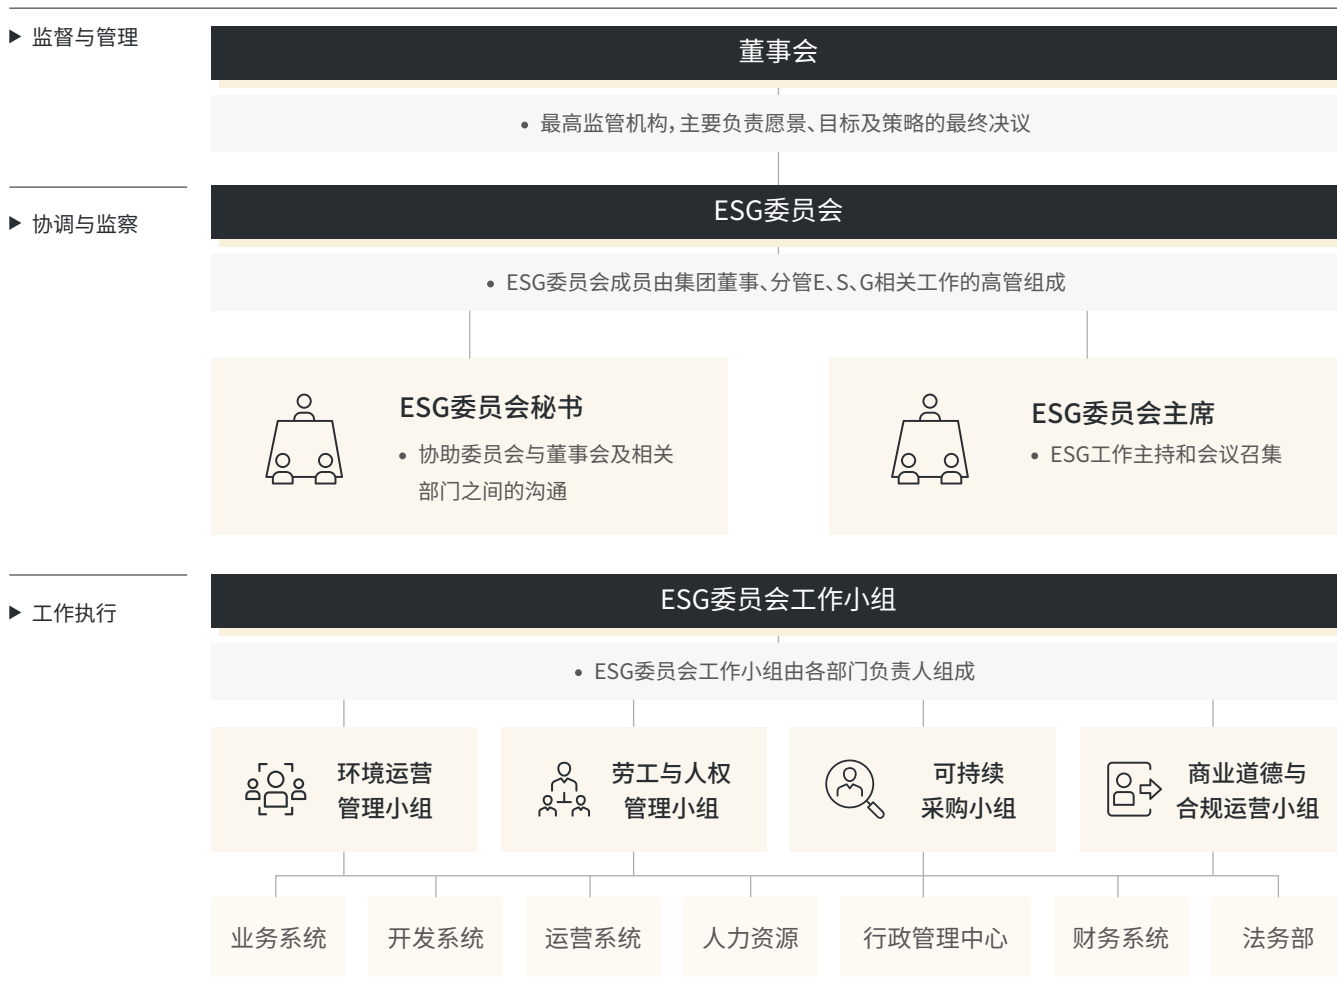 监督与管理
董事会
• 最高监管机构，主要负责愿景、目标及策略的最终决议
协调与监察
ESG委员会
• ESG委员会成员由集团董事、分管E、S、G相关工作的高管组成
ESG委员会秘书
• 协助委员会与董事会及相关
部门之间的沟通
ESG委员会主席
• ESG工作主持和会议召集
工作执行
ESG委员会工作小组
• ESG委员会工作小组由各部门负责人组成
环境运营
管理小组
劳工与人权
管理小组
可持续
采购小组
商业道德与
合规运营小组
业务系统
开发系统
运营系统
人力资源
行政管理中心
财务系统
法务部